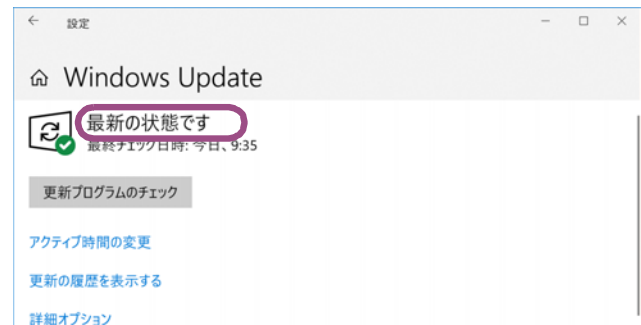 設定
Windows Update
最新の状態です
最終チェック日時: 今日、9:35
更新プログラムのチェック
アクティブ時間の変更
更新の履歴を表示する
詳細オプション